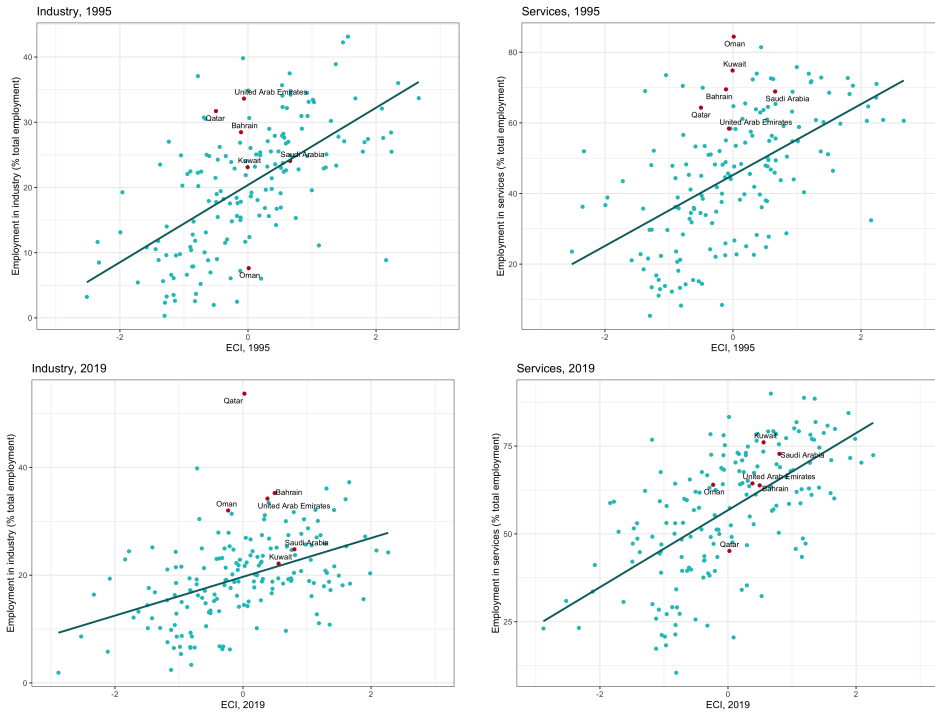 Industry, 1995
Employment in industry (% total employment)
40
30
20
10
0
United Arab Emirates
Qatar
Bahrain
Kuwait
Saudi Arabia
Oman
-2
0
2
ECI, 1995
Services, 1995
Employment in services (% total employment)
80
60
40
20
Oman
Kuwait
Bahrain
Saudi Arabia
Qatar
United Arab Emirates
-2
0
2
ECI, 1995
Industry, 2019
Employment in industry (% total employment)
40
20
0
Qatar
Bahrain
Oman
United Arab Emirates
Saudi Arabia
Kuwait
-2
0
2
ECI, 2019
Services, 2019
Employment in services (% total employment)
75
50
25
Kuwait
Saudi Arabia
United Arab Emirates
Oman
Bahrain
Qatar
-2
0
2
ECI, 2019